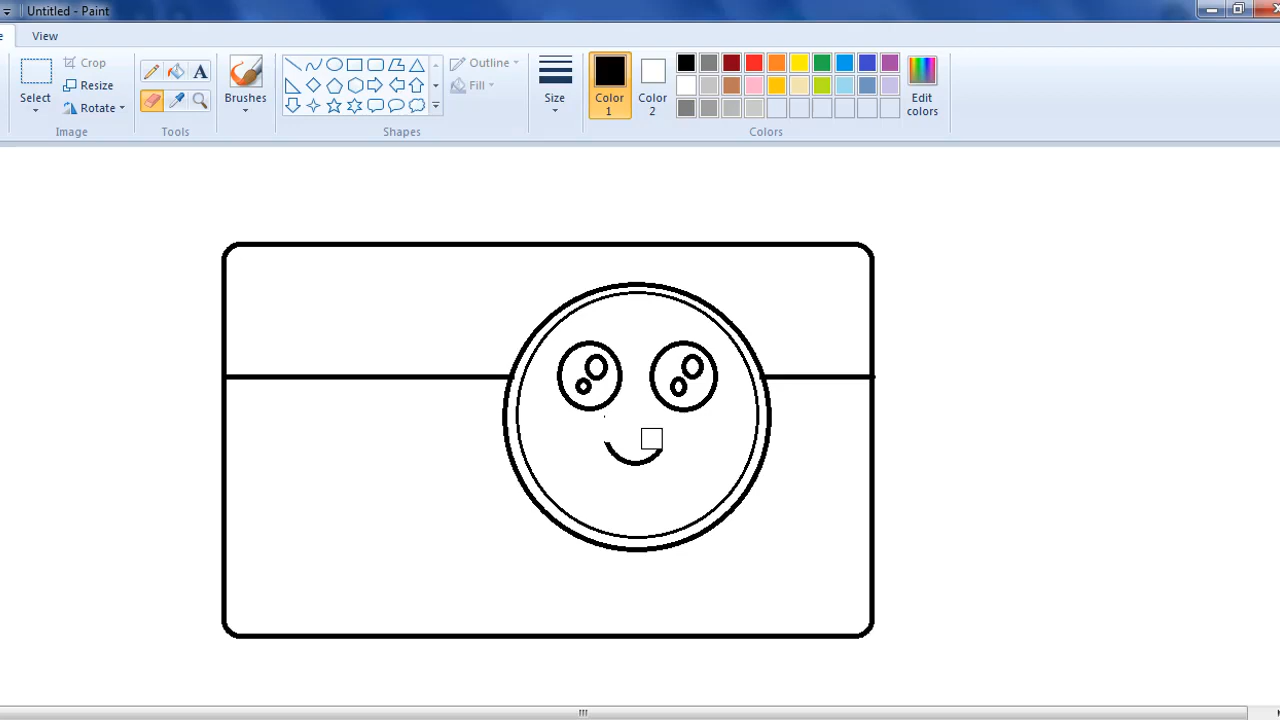 Untitled - Paint
View
Select
Crop
Resize
Rotate
Image
A
Tools
Brushes
Outline
Fill
Shapes
Size
Color
1
Color
2
Edit
colors
Colors